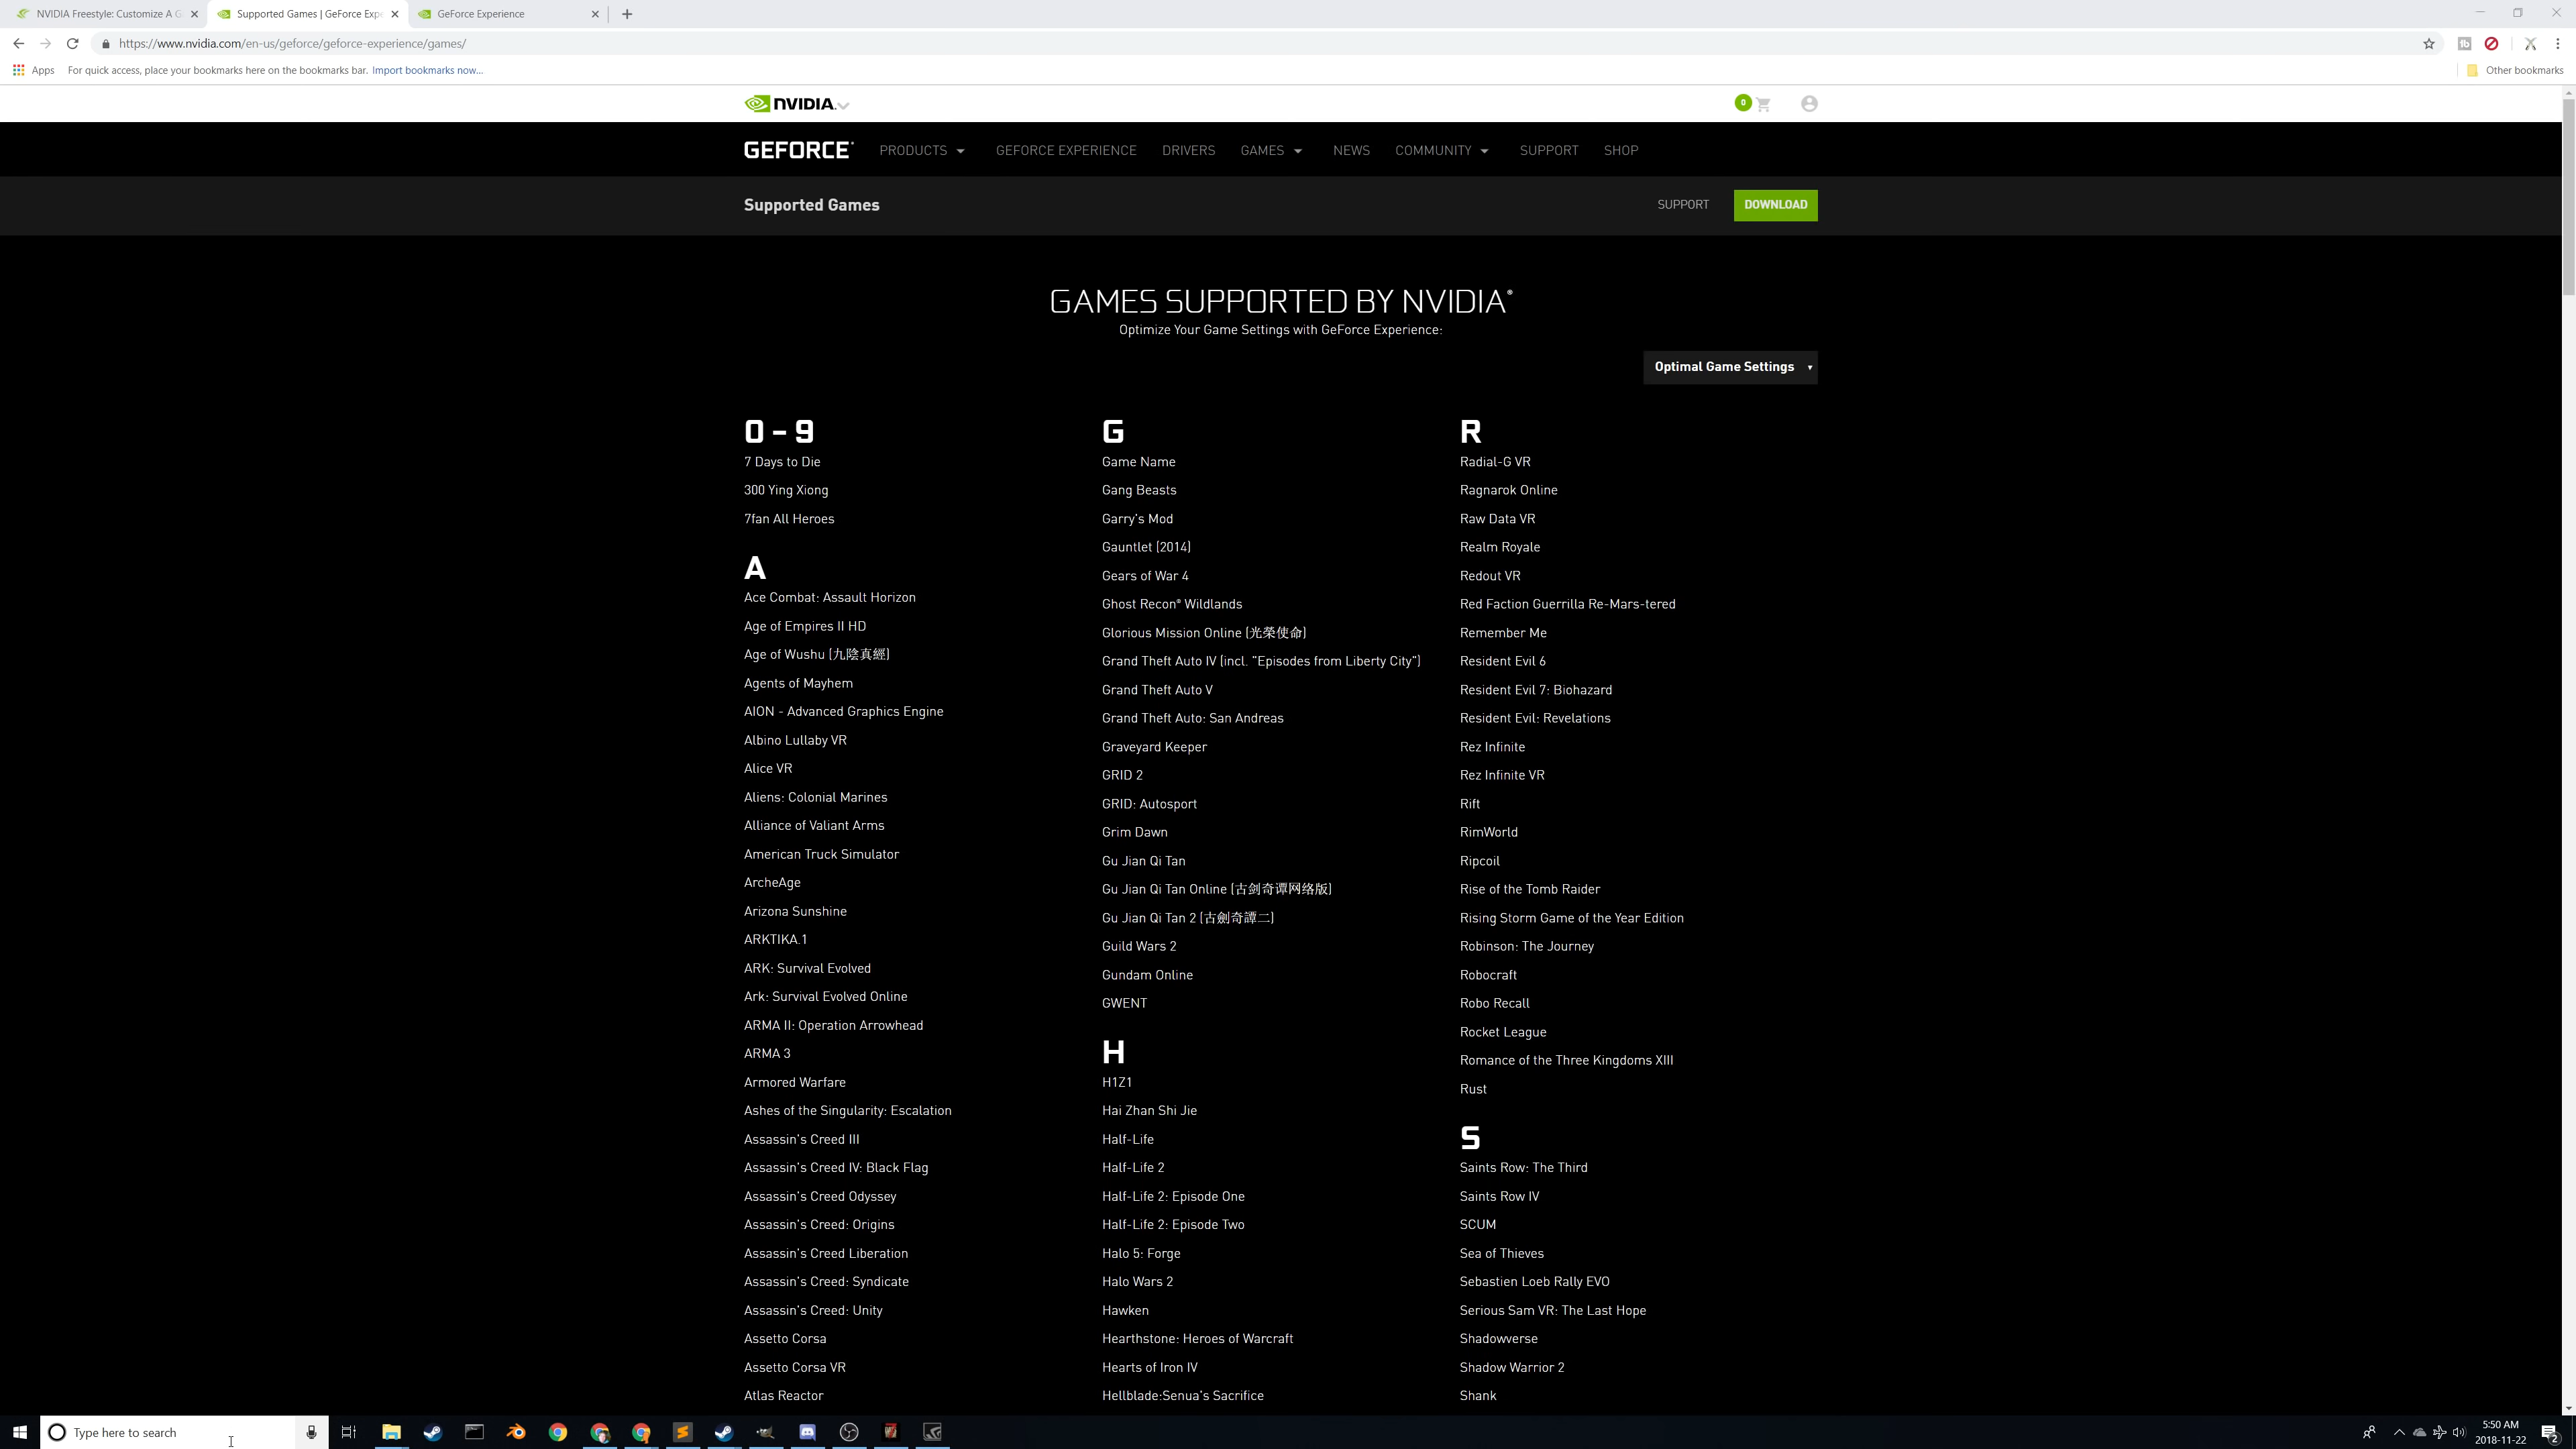 NVIDIA Freestyle: Customize A G
Supported Games | GeForce Exp
GeForce Experience
https://www.nvidia.com/en-us/geforce/geforce-experience/games/
Apps
For quick access, place your bookmarks here on the bookmarks bar. Import bookmarks now...
Other bookmarks
NVIDIA.
0
GEFORCE
PRODUCTS
GEFORCE EXPERIENCE
DRIVERS
GAMES
NEWS
COMMUNITY
SUPPORT
SHOP
Supported Games
SUPPORT
DOWNLOAD
GAMES SUPPORTED BY NVIDIA®
Optimize Your Game Settings with GeForce Experience:
Optimal Game Settings
0 - 9
7 Days to Die
300 Ying Xiong
7fan All Heroes
A
Ace Combat: Assault Horizon
Age of Empires II HD
Age of Wushu (九陰真經)
Agents of Mayhem
AION - Advanced Graphics Engine
Albino Lullaby VR
Alice VR
Aliens: Colonial Marines
Alliance of Valiant Arms
American Truck Simulator
ArcheAge
Arizona Sunshine
ARKTIKA.1
ARK: Survival Evolved
Ark: Survival Evolved Online
ARMA II: Operation Arrowhead
ARMA 3
Armored Warfare
Ashes of the Singularity: Escalation
Assassin's Creed III
Assassin's Creed IV: Black Flag
Assassin's Creed Odyssey
Assassin's Creed: Origins
Assassin's Creed Liberation
Assassin's Creed: Syndicate
Assassin's Creed: Unity
Assetto Corsa
Assetto Corsa VR
Atlas Reactor
G
Game Name
Gang Beasts
Garry's Mod
Gauntlet (2014)
Gears of War 4
Ghost Recon® Wildlands
Glorious Mission Online (光榮使命)
Grand Theft Auto IV (incl. "Episodes from Liberty City")
Grand Theft Auto V
Grand Theft Auto: San Andreas
Graveyard Keeper
GRID 2
GRID: Autosport
Grim Dawn
Gu Jian Qi Tan
Gu Jian Qi Tan Online (古剑奇谭网络版)
Gu Jian Qi Tan 2 (古劍奇譚二)
Guild Wars 2
Gundam Online
GWENT
H
H1Z1
Hai Zhan Shi Jie
Half-Life
Half-Life 2
Half-Life 2: Episode One
Half-Life 2: Episode Two
Halo 5: Forge
Halo Wars 2
Hawken
Hearthstone: Heroes of Warcraft
Hearts of Iron IV
Hellblade:Senua's Sacrifice
R
Radial-G VR
Ragnarok Online
Raw Data VR
Realm Royale
Redout VR
Red Faction Guerrilla Re-Mars-tered
Remember Me
Resident Evil 6
Resident Evil 7: Biohazard
Resident Evil: Revelations
Rez Infinite
Rez Infinite VR
Rift
RimWorld
Ripcoil
Rise of the Tomb Raider
Rising Storm Game of the Year Edition
Robinson: The Journey
Robocraft
Robo Recall
Rocket League
Romance of the Three Kingdoms XIII
Rust
S
Saints Row: The Third
Saints Row IV
SCUM
Sea of Thieves
Sebastien Loeb Rally EVO
Serious Sam VR: The Last Hope
Shadowverse
Shadow Warrior 2
Shank
Type here to search
5:50 AM
2018-11-22
2